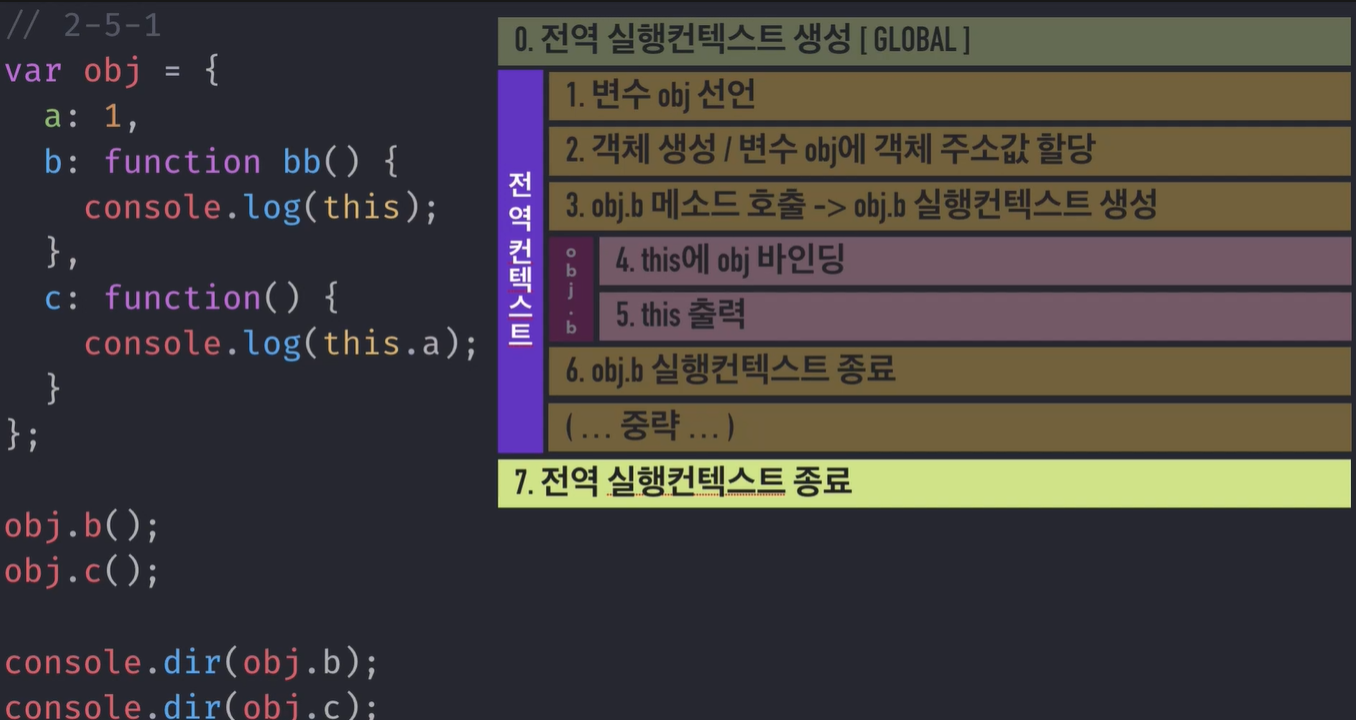 // 2-5-1
var obj = {
a: 1,
b: function bb() {
console.log(this);
},
c: function() {
console.log(this.a);
}
};
obj.b();
obj.c();
console.dir(obj.b);
console.dir(obj.c);
0. 전역 실행컨텍스트 생성 [ GLOBAL ]
전역컨텍스트
1. 변수 obj 선언
2. 객체 생성 / 변수 obj에 객체 주소값 할당
3. obj.b 메소드 호출 -> obj.b 실행컨텍스트 생성
obj.b
4. this에 obj 바인딩
5. this 출력
6. obj.b 실행컨텍스트 종료
( ... 중략 ... )
7. 전역 실행컨텍스트 종료